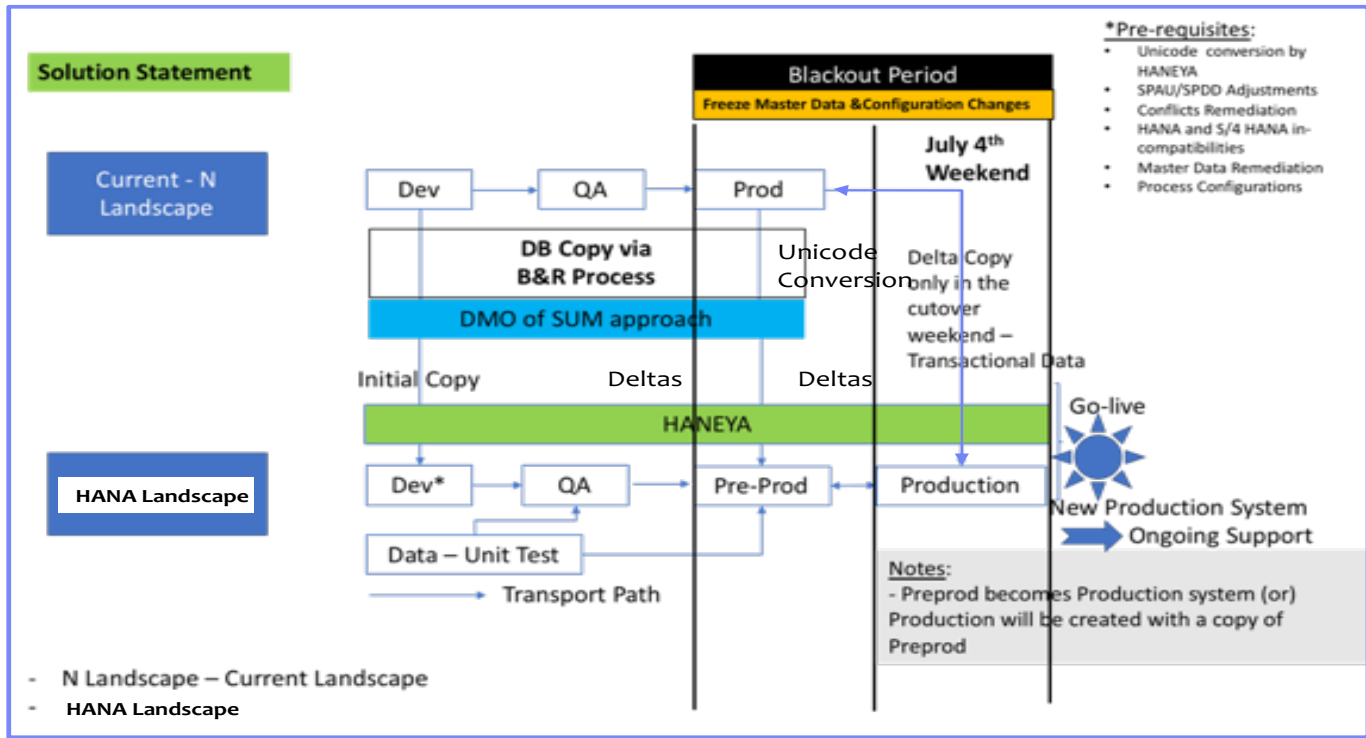 Solution Statement
Blackout Period
Freeze Master Data &Configuration Changes
*Pre-requisites:
• Unicode conversion by
HANEYA
• SPAU/SPDD Adjustments
• Conflicts Remediation
• HANA and S/4 HANA in-
compatibilities
• Master Data Remediation
• Process Configurations
July 4th
Weekend
Current - N
Landscape
Dev
QA
Prod
DB Copy via
B&R Process
Unicode
Conversion
Delta Copy
only in the
cutover
weekend –
Transactional Data
DMO of SUM approach
Initial Copy
Deltas
Deltas
HANEYA
Go-live
HANA Landscape
Dev*
QA
Pre-Prod
Production
New Production System
Ongoing Support
Data – Unit Test
Transport Path
Notes:
- Preprod becomes Production system (or)
Production will be created with a copy of
Preprod
- N Landscape – Current Landscape
- HANA Landscape